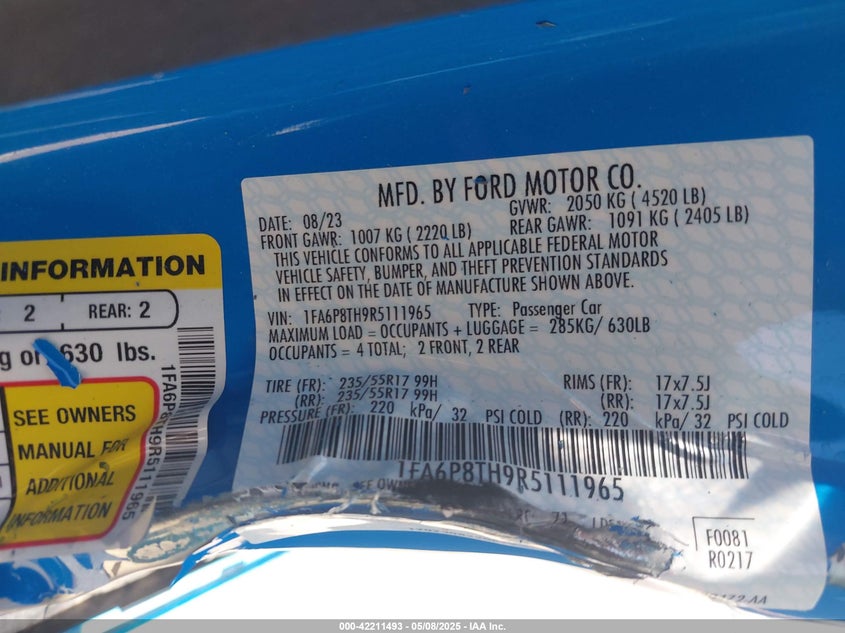 MFD. BY FORD MOTOR CO.
DATE: 08/23
GVWR: 2050 KG ( 4520 LB)
FRONT GAWR: 1007 KG ( 2220 LB)
REAR GAWR: 1091 KG ( 2405 LB)
THIS VEHICLE CONFORMS TO ALL APPLICABLE FEDERAL MOTOR
VEHICLE SAFETY, BUMPER, AND THEFT PREVENTION STANDARDS
IN EFFECT ON THE DATE OF MANUFACTURE SHOWN ABOVE.
VIN: 1FA6P8TH9R5111965 TYPE: Passenger Car
MAXIMUM LOAD = OCCUPANTS + LUGGAGE = 285KG/ 630LB
OCCUPANTS = 4 TOTAL; 2 FRONT, 2 REAR
TIRE (FR): 235/55R17 99H RIMS (FR): 17x7.5J
(RR): 235/55R17 99H (RR): 17x7.5J
PRESSURE (FR): 220 kPa/ 32 PSI COLD (RR): 220 kPa/ 32 PSI COLD
1FA6P8TH9R5111965
F0081
R0217
INFORMATION
2 REAR: 2
630 lbs.
SEE OWNERS
MANUAL FOR
ADDITIONAL
INFORMATION
1FA6P8TH9R5111965
000-42211493 - 05/08/2025 - IAA Inc.